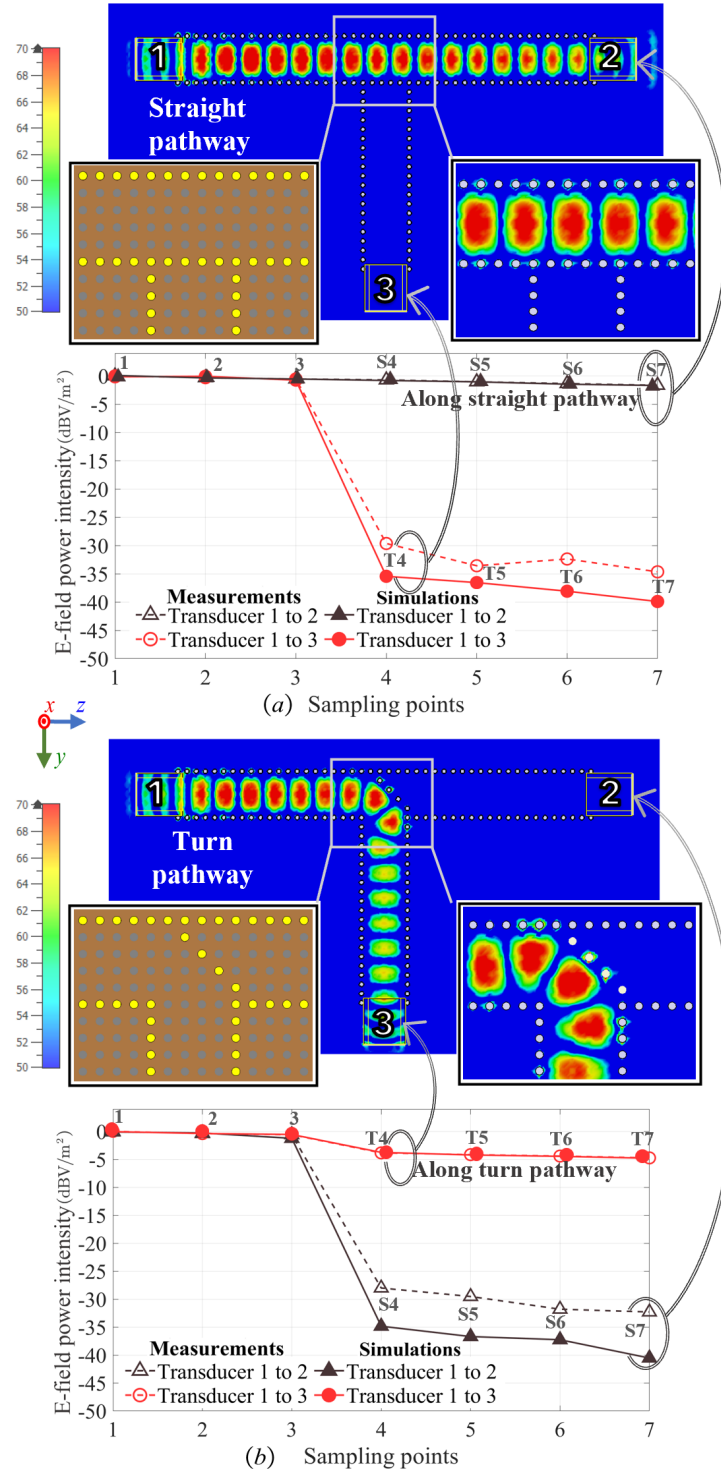 70
68
66
64
62
60
58
56
54
52
50
1
2
Straight
pathway
3
E-field power intensity(dBV/m²)
0
-5
-10
-15
-20
-25
-30
-35
-40
-45
-50
1 2 3 S4 S5 S6 S7
Along straight pathway
T4 T5 T6 T7
Measurements Simulations
Transducer 1 to 2 Transducer 1 to 2
Transducer 1 to 3 Transducer 1 to 3
1 2 3 4 5 6 7
(a) Sampling points
x z
y
70
66
64
62
60
58
56
54
52
50
1
2
Turn
pathway
3
E-field power intensity(dBV/m²)
0
-5
-10
-15
-20
-25
-30
-35
-40
-45
-50
1 2 3 T4 T5 T6 T7
Along turn pathway
S4 S5 S6 S7
Measurements Simulations
Transducer 1 to 2 Transducer 1 to 2
Transducer 1 to 3 Transducer 1 to 3
1 2 3 4 5 6 7
(b) Sampling points